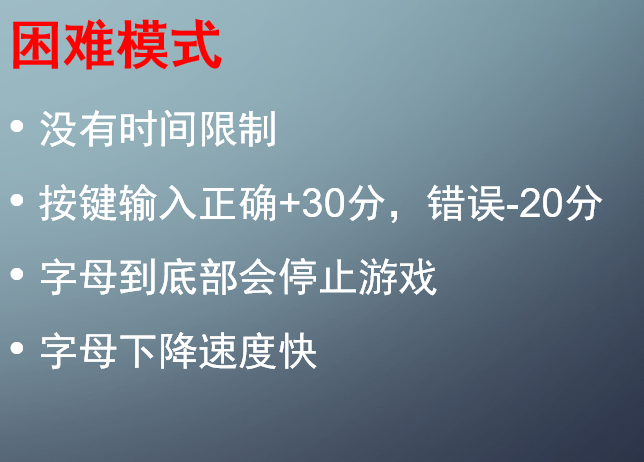 困难模式
• 没有时间限制
• 按键输入正确+30分，错误-20分
• 字母到底部会停止游戏
• 字母下降速度快